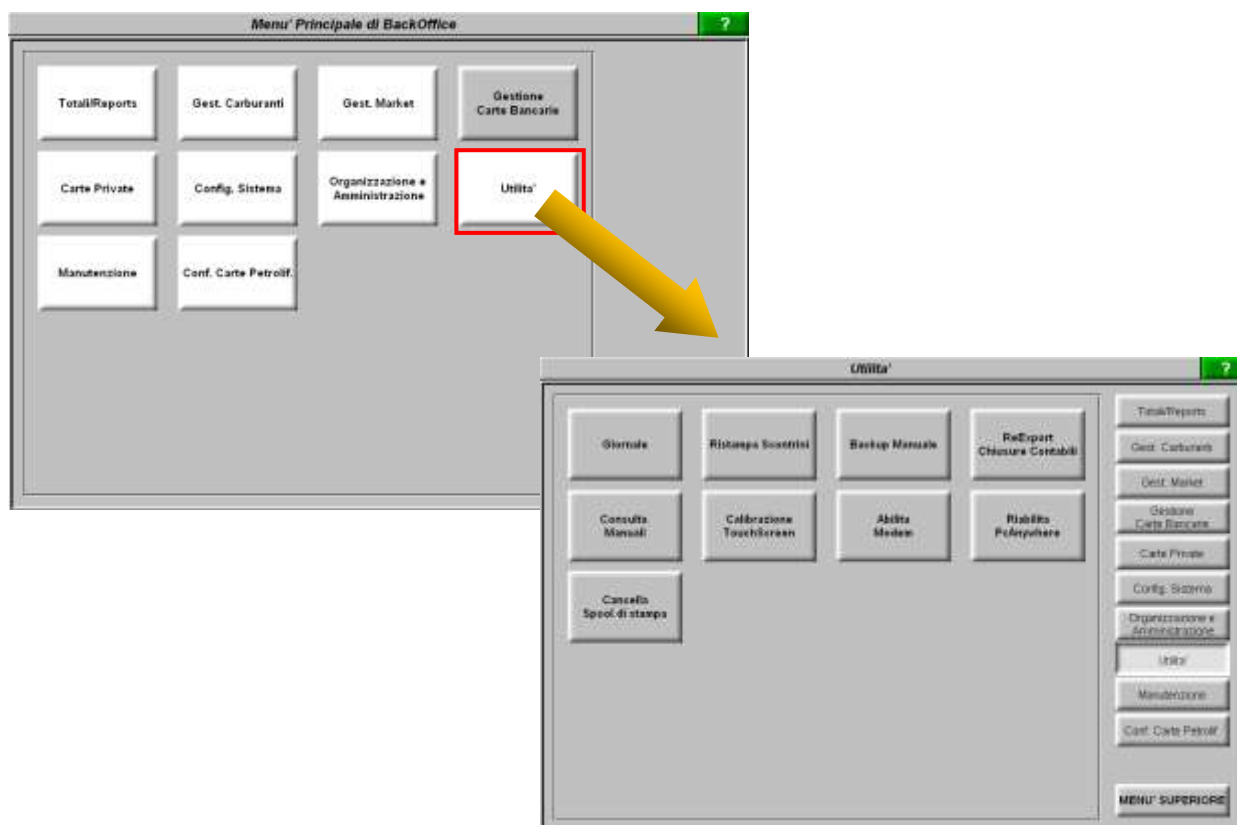 Menu' Principale di BackOffice
?
Totali/Reports
Gest. Carburanti
Gest. Market
Gestione
Carte Bancarie
Carte Private
Config. Sistema
Organizzazione e
Amministrazione
Utilita'
Manutenzione
Conf. Carte Petrolif.
Utilita'
?
Giornale
Ristampa Scontrini
Backup Manuale
ReExport
Chiusure Contabili
Consulta
Manuali
Calibrazione
TouchScreen
Abilita
Modem
Riabilita
PcAnywhere
Cancella
Spool di stampa
Totali/Reports
Gest. Carburanti
Gest. Market
Gestione
Carte Bancarie
Carte Private
Config. Sistema
Organizzazione e
Amministrazione
Utilita'
Manutenzione
Conf. Carte Petrolif.
MENU' SUPERIORE